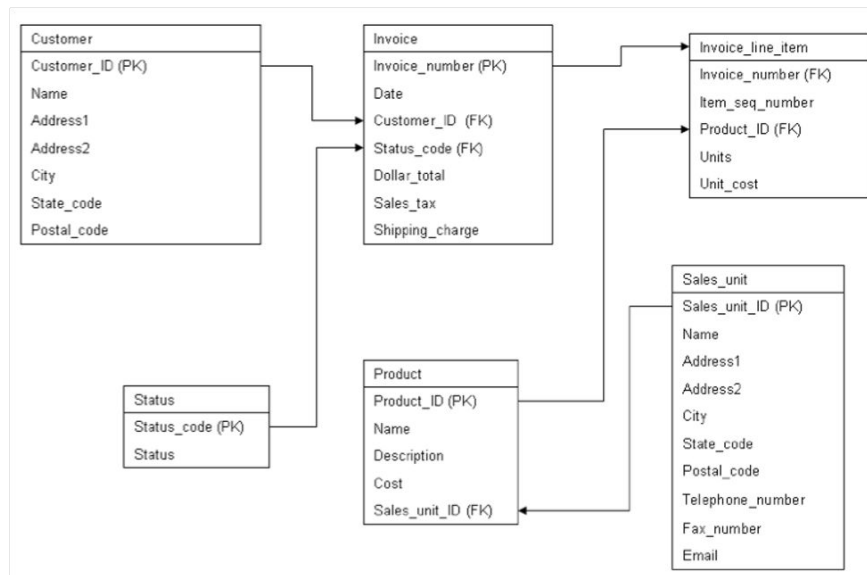 Customer
Customer_ID (PK)
Name
Address1
Address2
City
State_code
Postal_code
Invoice
Invoice_number (PK)
Date
Customer_ID (FK)
Status_code (FK)
Dollar_total
Sales_tax
Shipping_charge
Invoice_line_item
Invoice_number (FK)
Item_seq_number
Product_ID (FK)
Units
Unit_cost
Status
Status_code (PK)
Status
Product
Product_ID (PK)
Name
Description
Cost
Sales_unit_ID (FK)
Sales_unit
Sales_unit_ID (PK)
Name
Address1
Address2
City
State_code
Postal_code
Telephone_number
Fax_number
Email